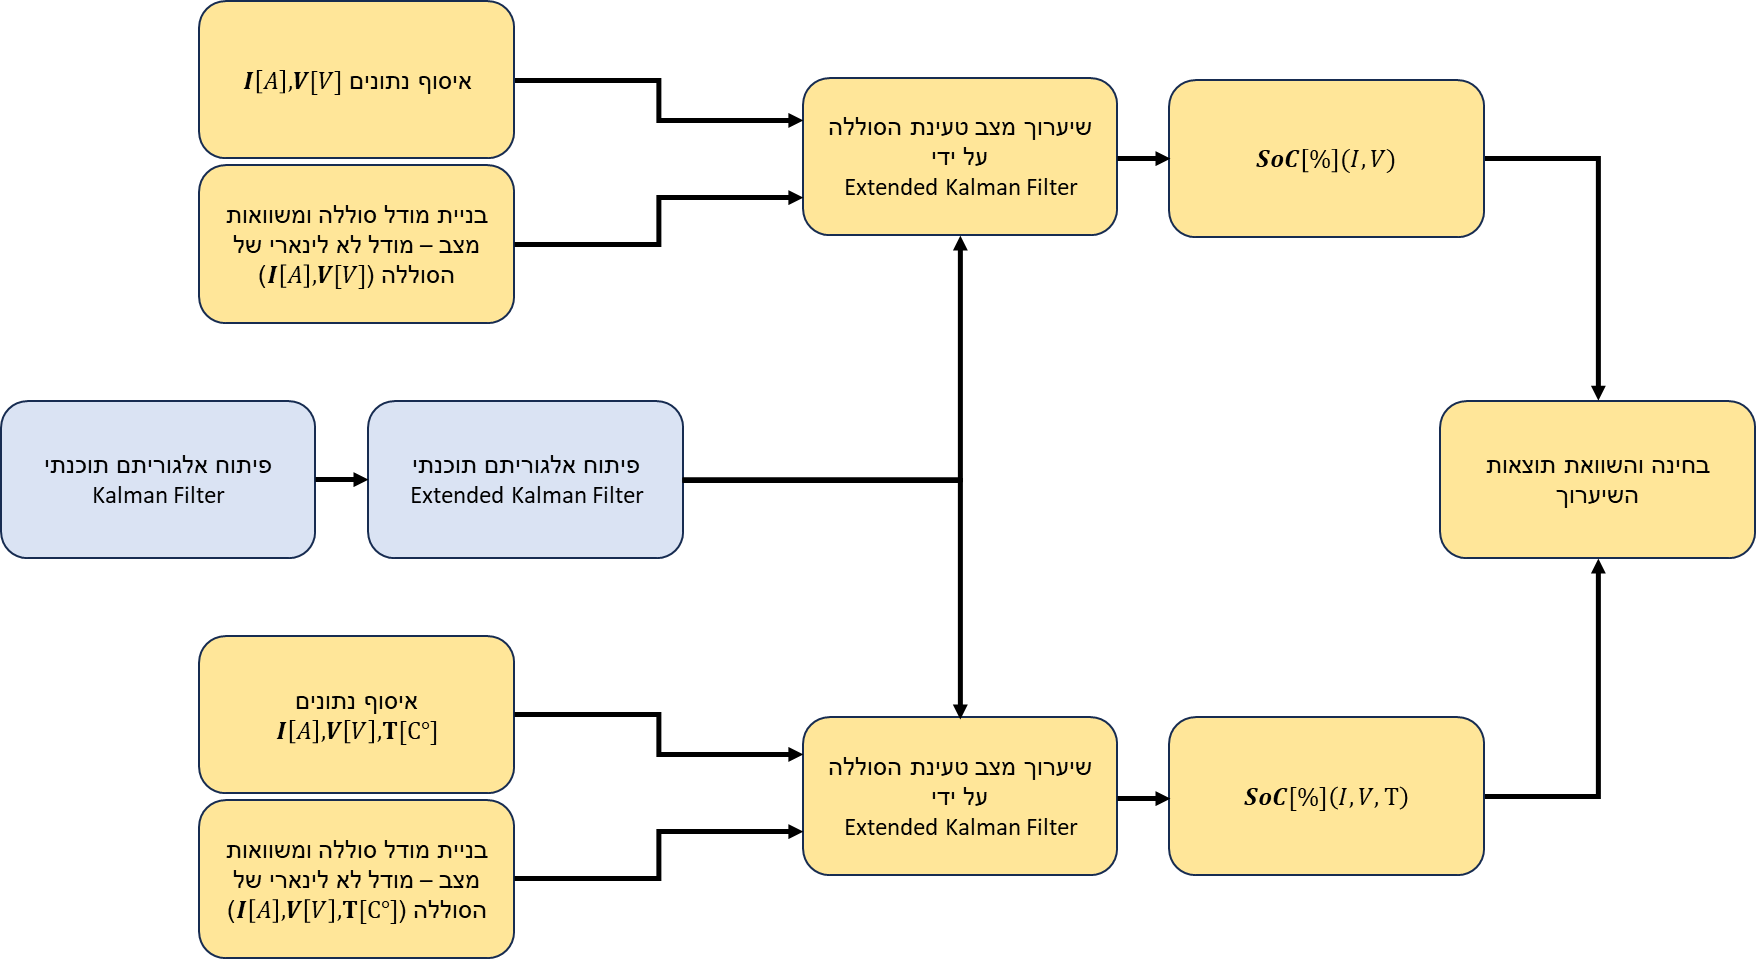 איסוף נתונים I[A],V[V]
בניית מודל סוללה ומשוואות
מצב – מודל לא לינארי של
הסוללה (I[A],V[V])
שיערוך מצב טעינת הסוללה
על ידי
Extended Kalman Filter
SoC[%](I,V)
פיתוח אלגוריתם תוכנתי
Kalman Filter
פיתוח אלגוריתם תוכנתי
Extended Kalman Filter
בחינה והשוואת תוצאות
השיערוך
איסוף נתונים
I[A],V[V],T[C°]
בניית מודל סוללה ומשוואות
מצב – מודל לא לינארי של
הסוללה (I[A],V[V],T[C°])
שיערוך מצב טעינת הסוללה
על ידי
Extended Kalman Filter
SoC[%](I,V,T)